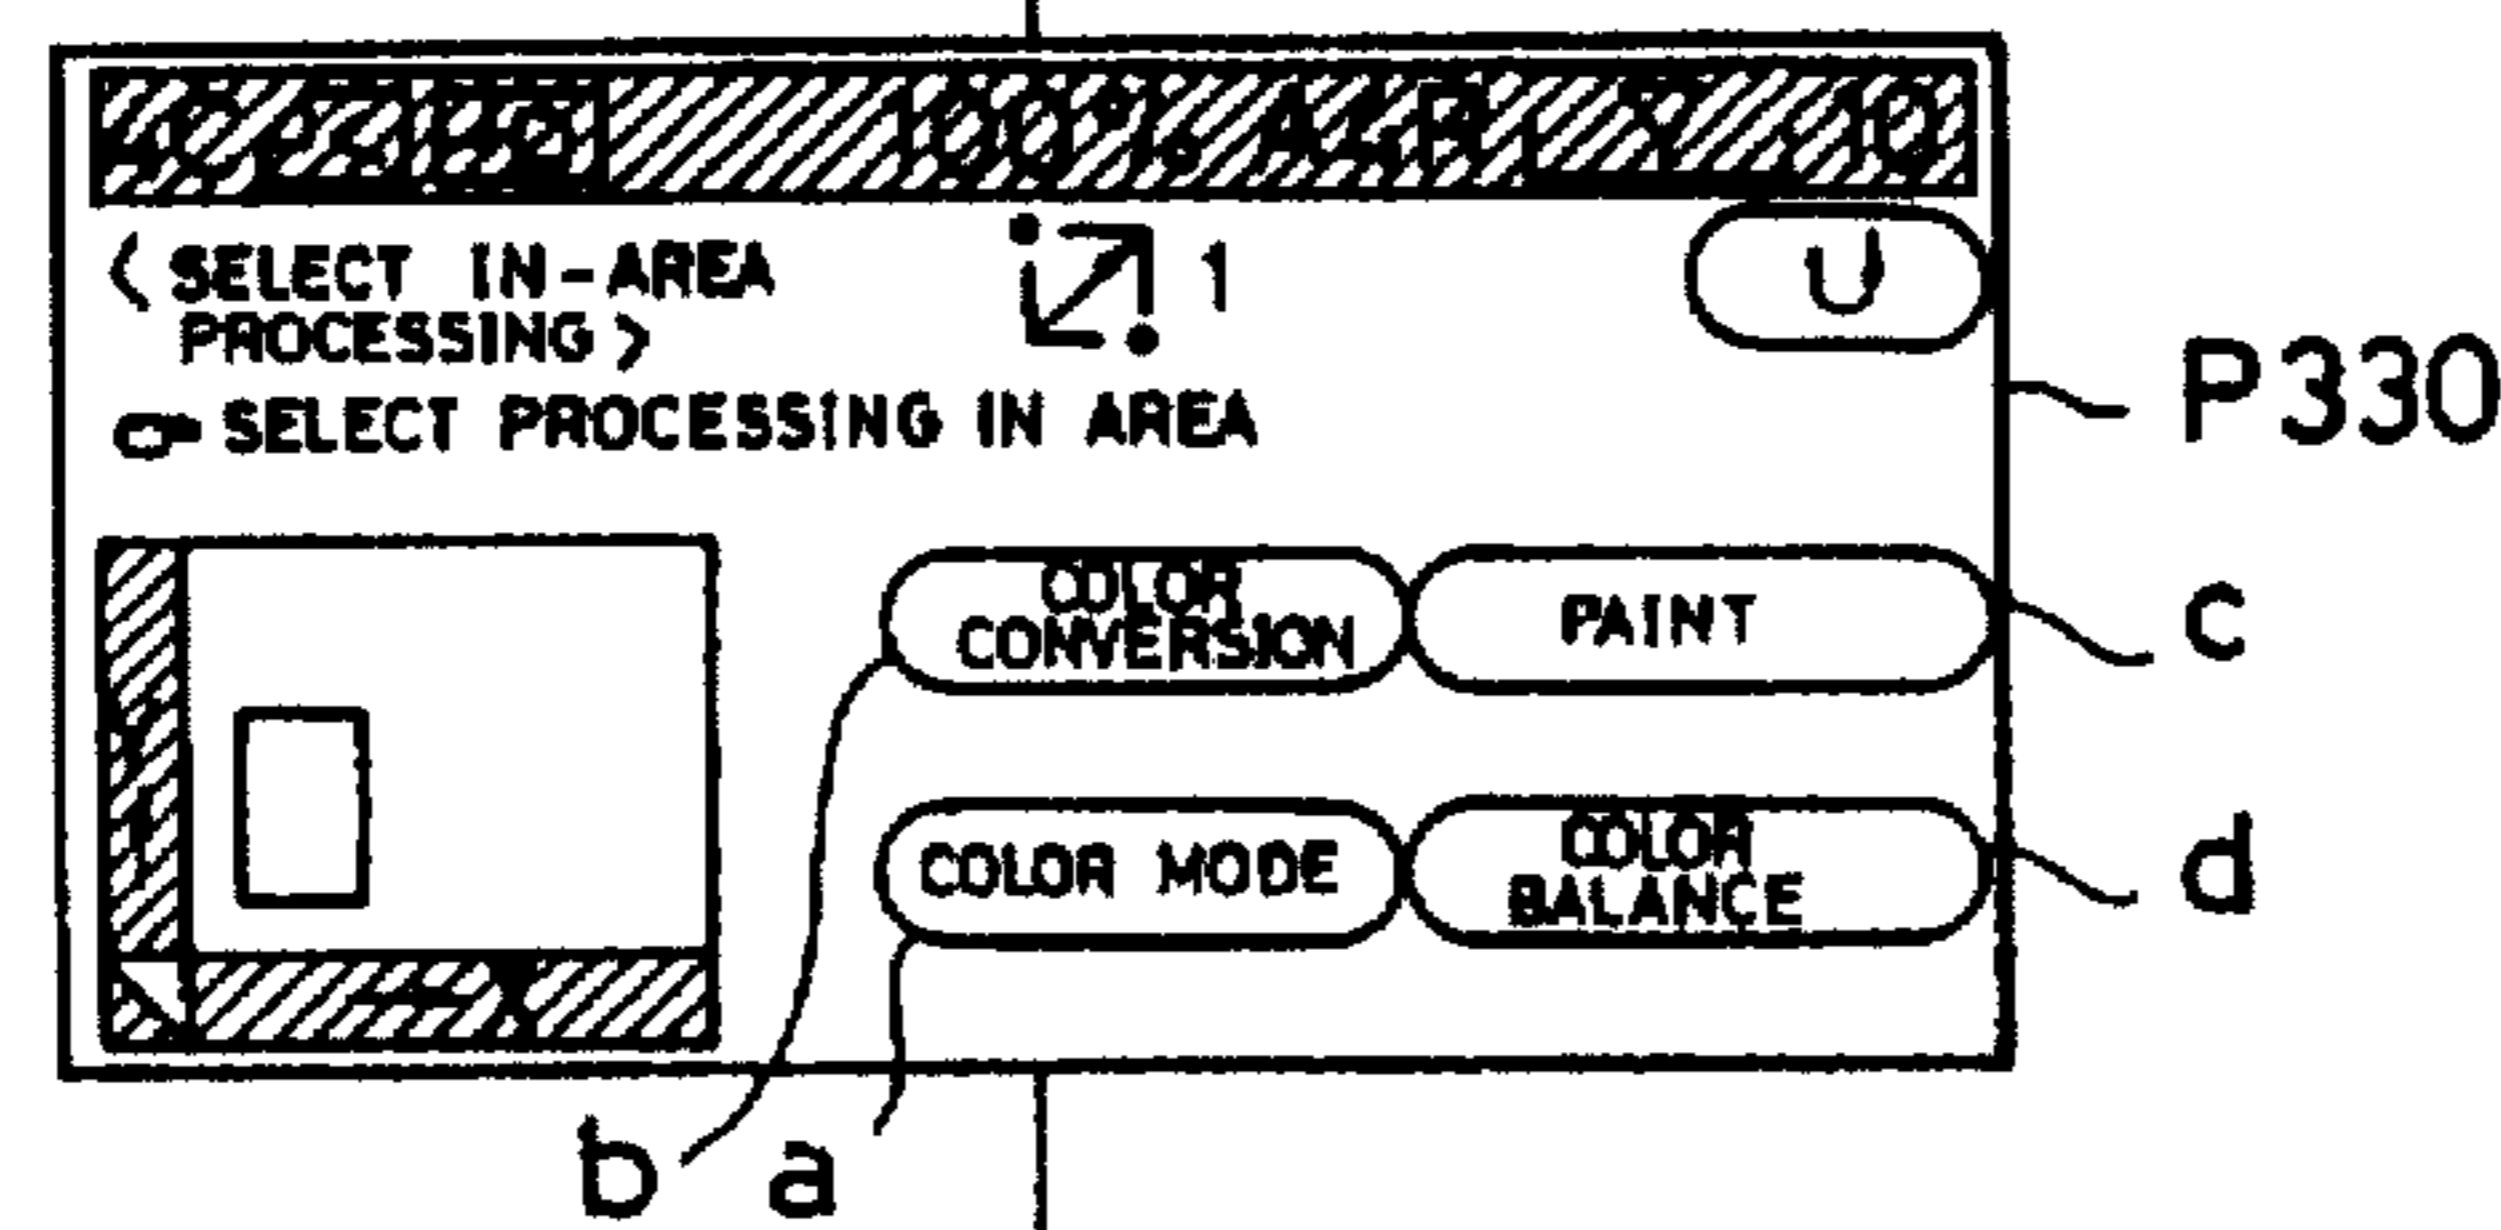 < SELECT IN-AREA
PROCESSING >
1
SELECT PROCESSING IN AREA
P330
COLOR
CONVERSION
PAINT
c
COLOR MODE
COLOR
BALANCE
d
b
a